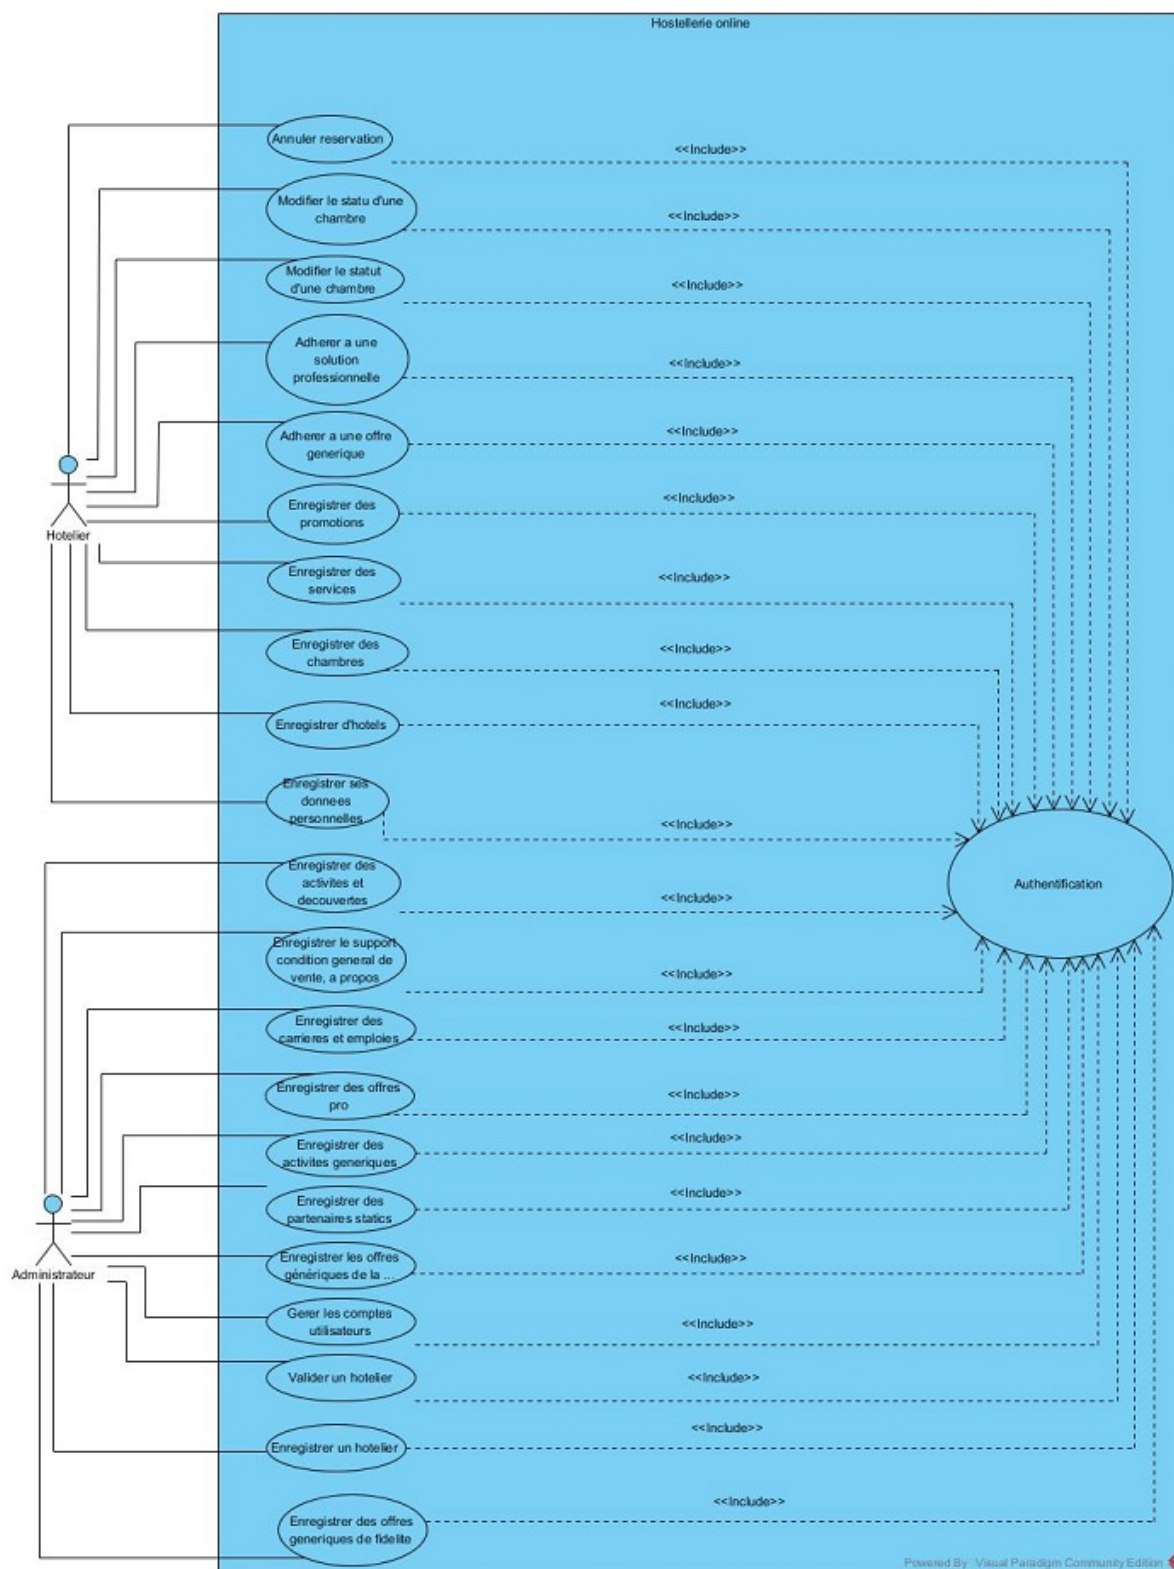 Hostellerie online
Annuler reservation
<<Include>>
Modifier le statu d'une
chambre
<<Include>>
Modifier le statut
d'une chambre
<<Include>>
Adherer a une
solution
professionnelle
<<Include>>
Adherer a une offre
generique
<<Include>>
Hotelier
Enregistrer des
promotions
<<Include>>
Enregistrer des
services
<<Include>>
Enregistrer des
chambres
<<Include>>
Enregistrer d'hotels
<<Include>>
Enregistrer ses
donnees
personnelles
<<Include>>
Authentification
Enregistrer des
activites et
decouvertes
<<Include>>
Enregistrer le support
condition general de
vente, a propos
<<Include>>
Enregistrer des
carrieres et emploies
<<Include>>
Enregistrer des offres
pro
<<Include>>
Enregistrer des
activites generiques
<<Include>>
Enregistrer des
partenaires statics
<<Include>>
Administrateur
Enregistrer les offres
génériques de la ...
<<Include>>
Gerer les comptes
utilisateurs
<<Include>>
Valider un hotelier
<<Include>>
Enregistrer un hotelier
<<Include>>
Enregistrer des offres
generiques de fidelite
<<Include>>
Powered By Visual Paradigm Community Edition